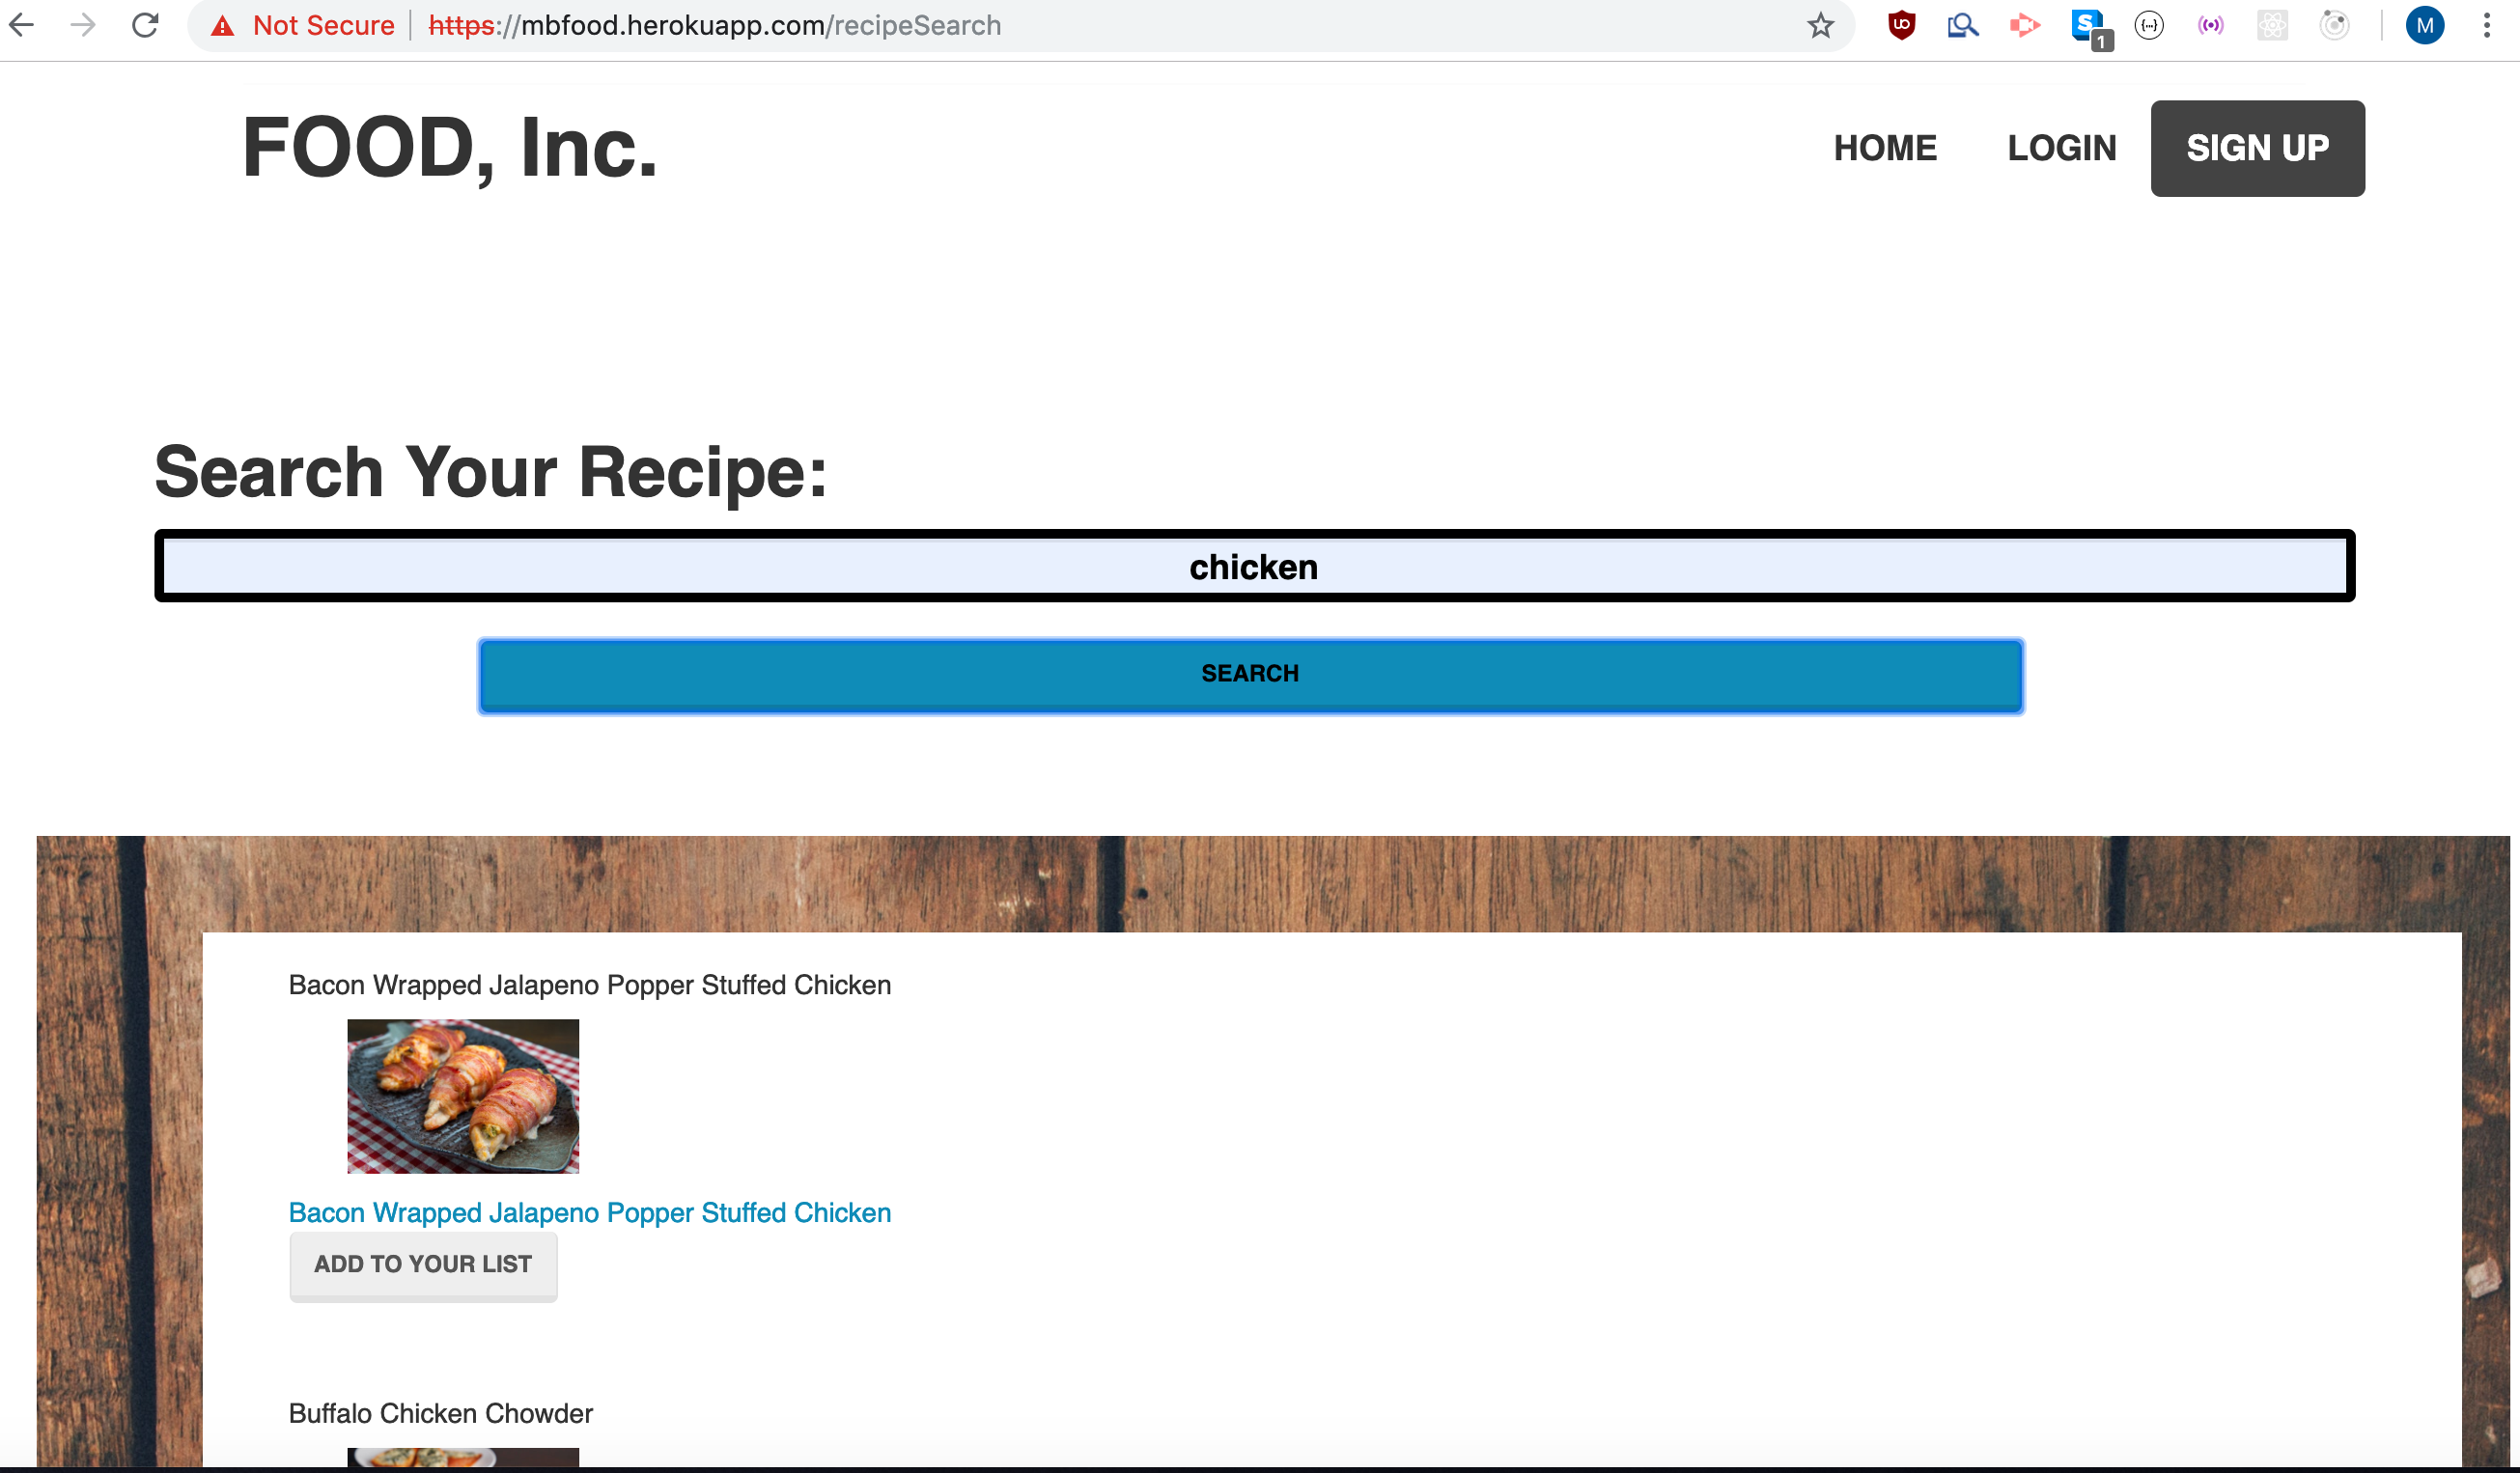 Not Secure | https://mbfood.herokuapp.com/recipeSearch
1
M
FOOD, Inc.
HOME LOGIN SIGN UP
Search Your Recipe:
chicken
SEARCH
Bacon Wrapped Jalapeno Popper Stuffed Chicken
Bacon Wrapped Jalapeno Popper Stuffed Chicken
ADD TO YOUR LIST
Buffalo Chicken Chowder